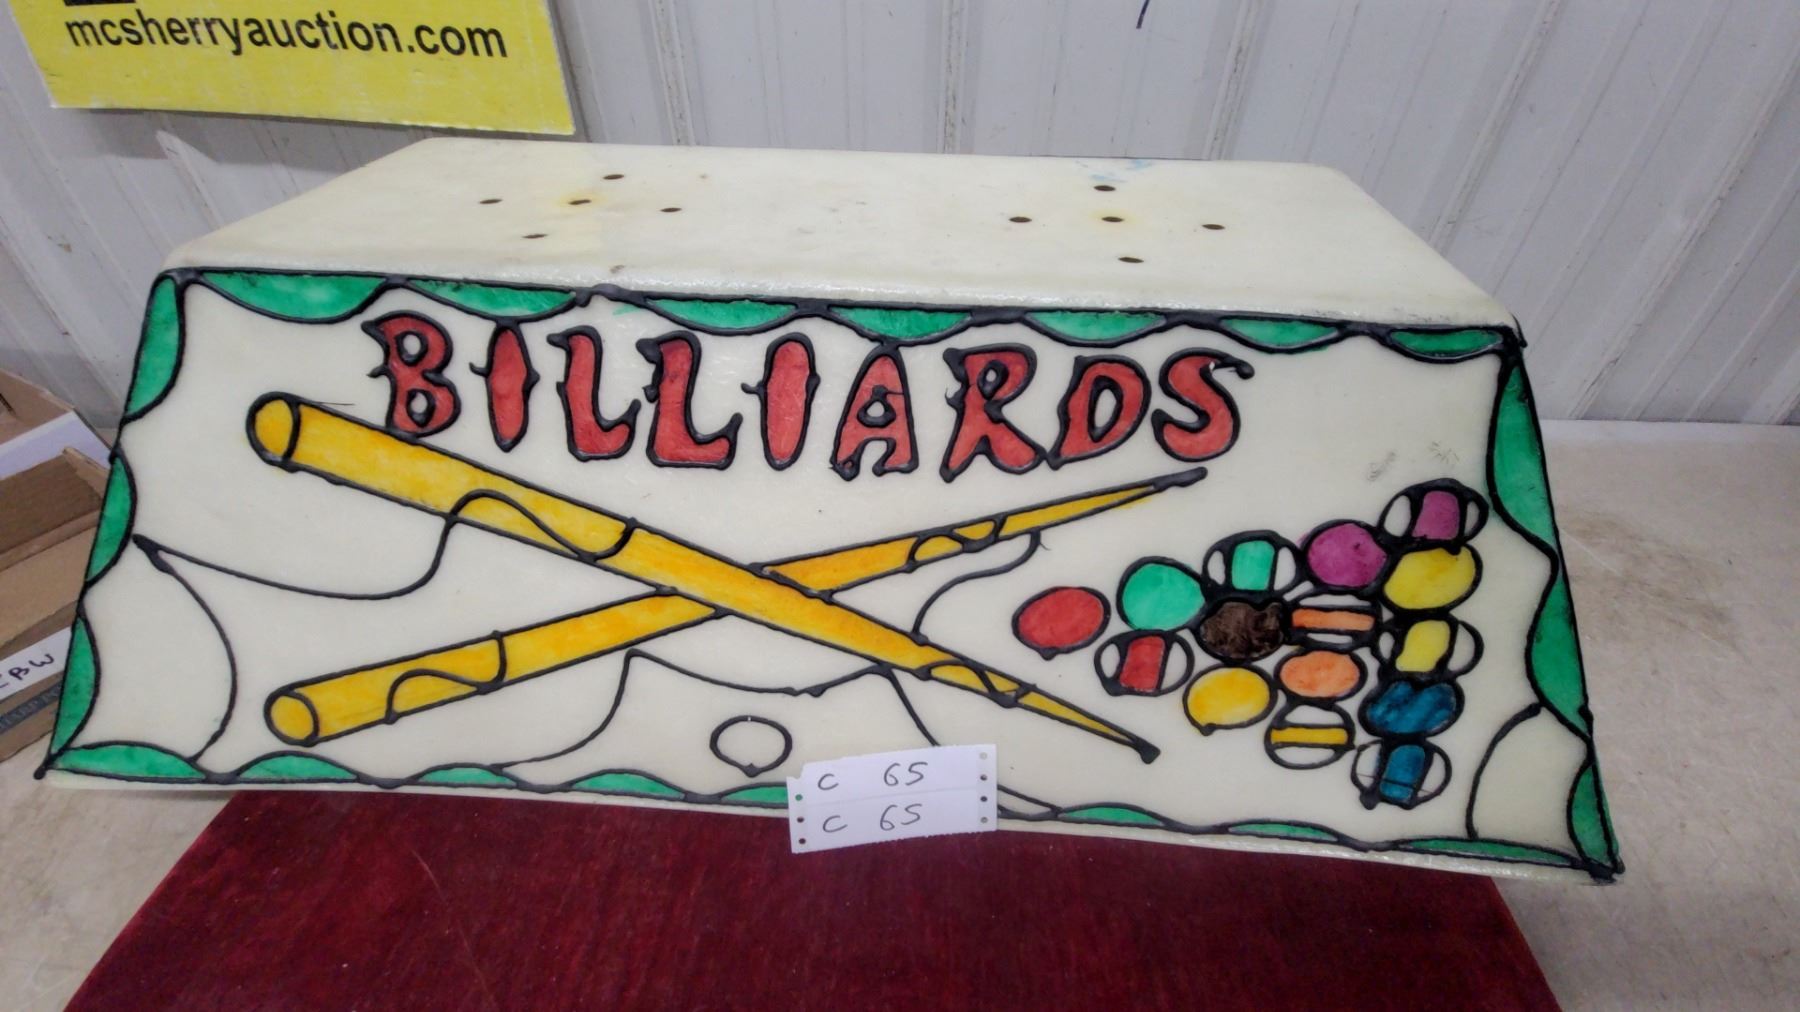 mcsherryauction.com
BILLIARDS
C 65
C 65